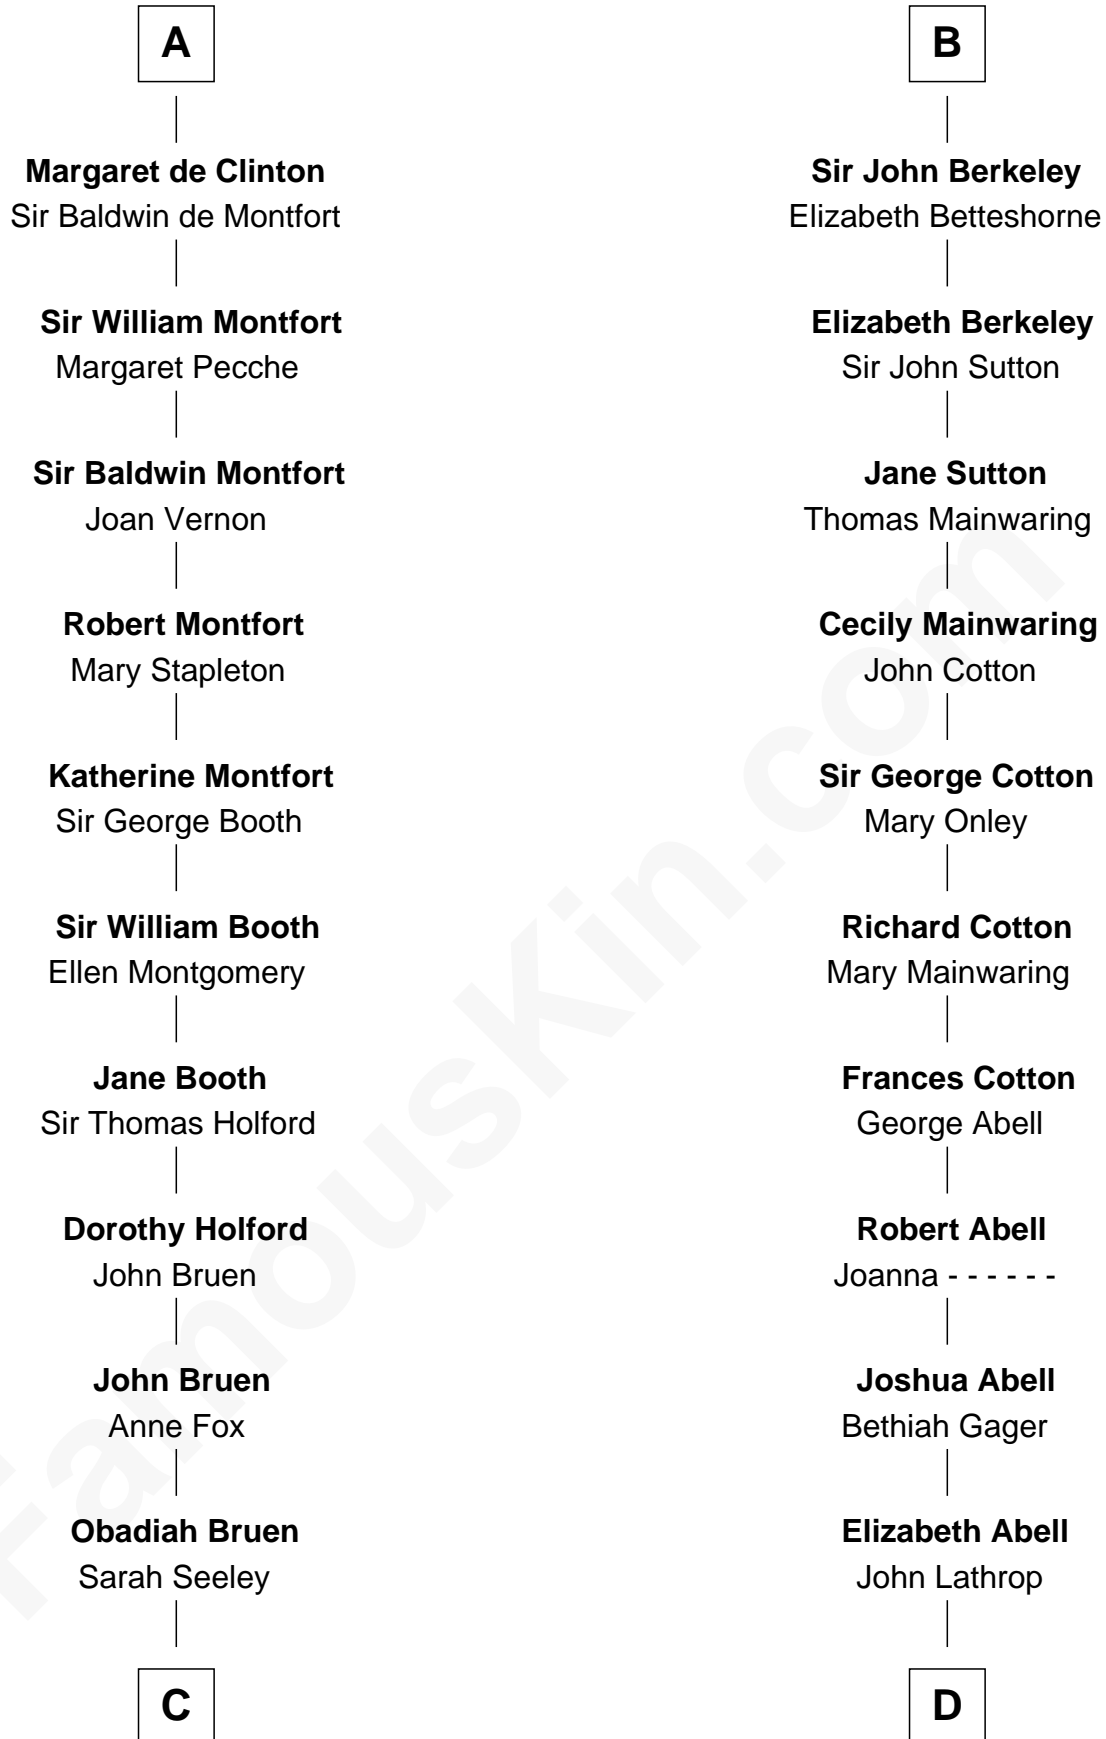 A
Margaret de Clinton
Sir Baldwin de Montfort
Sir William Montfort
Margaret Pecche
Sir Baldwin Montfort
Joan Vernon
Robert Montfort
Mary Stapleton
Katherine Montfort
Sir George Booth
Sir William Booth
Ellen Montgomery
Jane Booth
Sir Thomas Holford
Dorothy Holford
John Bruen
John Bruen
Anne Fox
Obadiah Bruen
Sarah Seeley
C
B
Sir John Berkeley
Elizabeth Betteshorne
Elizabeth Berkeley
Sir John Sutton
Jane Sutton
Thomas Mainwaring
Cecily Mainwaring
John Cotton
Sir George Cotton
Mary Onley
Richard Cotton
Mary Mainwaring
Frances Cotton
George Abell
Robert Abell
Joanna - - - - - -
Joshua Abell
Bethiah Gager
Elizabeth Abell
John Lathrop
D
FamousKin.com